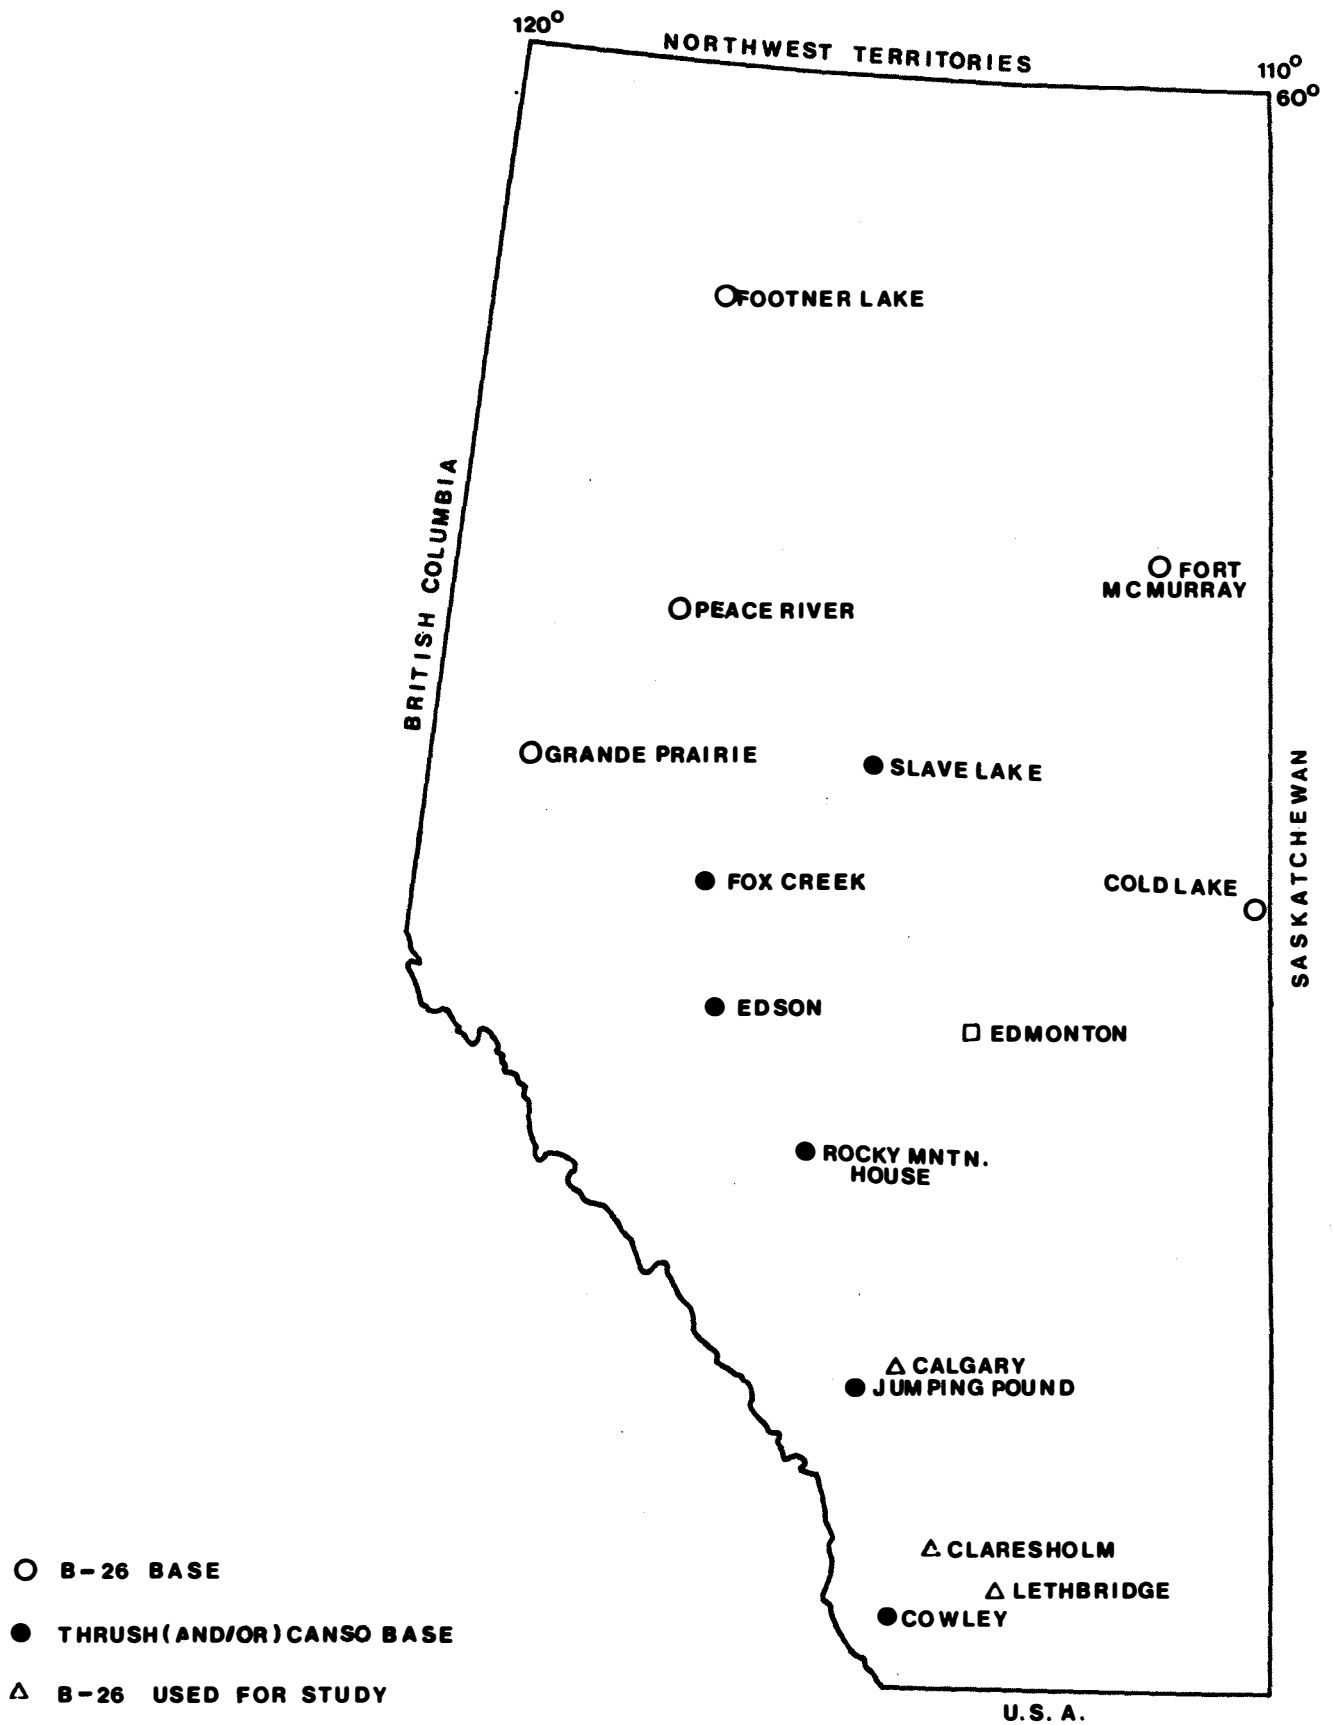 120°
NORTHWEST TERRITORIES
110°
60°
FOOTNER LAKE
BRITISH COLUMBIA
FORT
MCMURRAY
PEACE RIVER
GRANDE PRAIRIE
SLAVE LAKE
SASKATCHEWAN
FOX CREEK
COLD LAKE
EDSON
EDMONTON
ROCKY MNTN.
HOUSE
CALGARY
JUMPING POUND
CLARESHOLM
LETHBRIDGE
COWLEY
B-26 BASE
THRUSH (AND/OR) CANSO BASE
B-26 USED FOR STUDY
U.S.A.